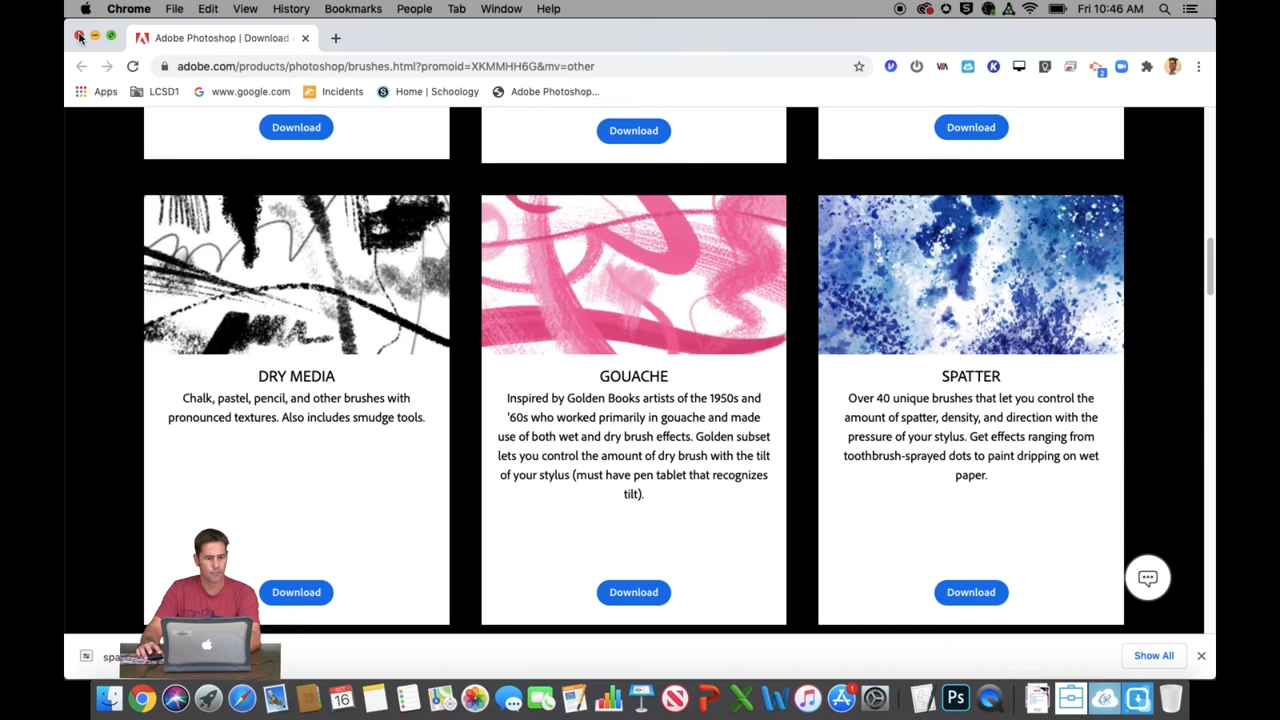 Chrome File Edit View History Bookmarks People Tab Window Help Fri 10:46 AM
Adobe Photoshop | Download
adobe.com/products/photoshop/brushes.html?promoid=XKMMHH6G&mv=other
2
Apps LCSD1 www.google.com Incidents Home | Schoology Adobe Photoshop...
Download Download Download
DRY MEDIA
Chalk, pastel, pencil, and other brushes with
pronounced textures. Also includes smudge tools.
Download
GOUACHE
Inspired by Golden Books artists of the 1950s and
'60s who worked primarily in gouache and made
use of both wet and dry brush effects. Golden subset
lets you control the amount of dry brush with the tilt
of your stylus (must have pen tablet that recognizes
tilt).
Download
SPATTER
Over 40 unique brushes that let you control the
amount of spatter, density, and direction with the
pressure of your stylus. Get effects ranging from
toothbrush-sprayed dots to paint dripping on wet
paper.
Download
spa
Show All
OCT
16
1
Ps